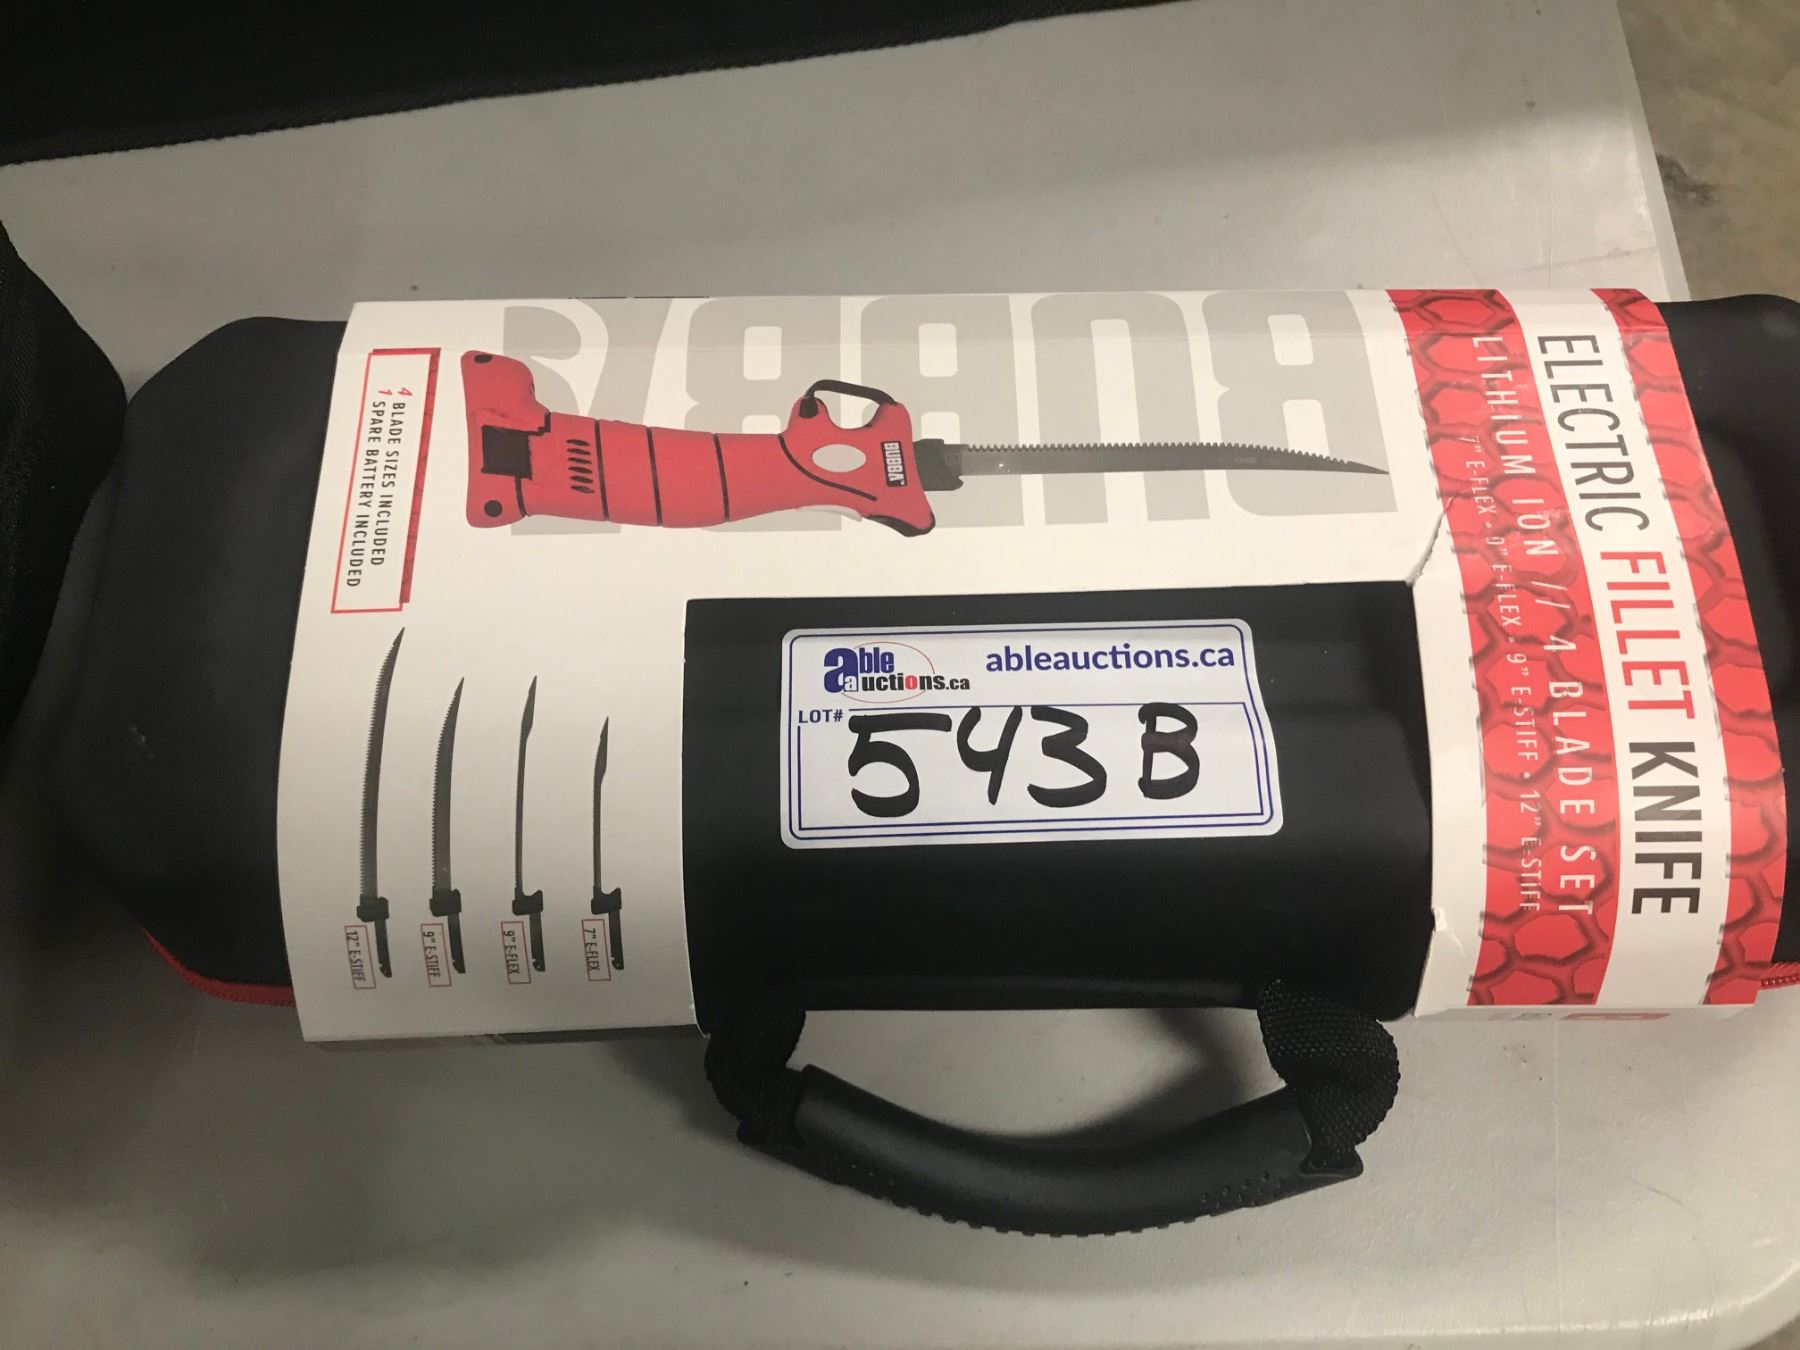 ELECTRIC FILLET KNIFE
LITHIUM ION // 4 BLADE SET
7" E-FLEX • 9" E-FLEX • 9" E-STIFF • 12" E-STIFF
BUBBA
BUBBA™
4 BLADE SIZES INCLUDED
1 SPARE BATTERY INCLUDED
7" E-FLEX
9" E-FLEX
9" E-STIFF
12" E-STIFF
able auctions.ca
ableauctions.ca
LOT#
543 B